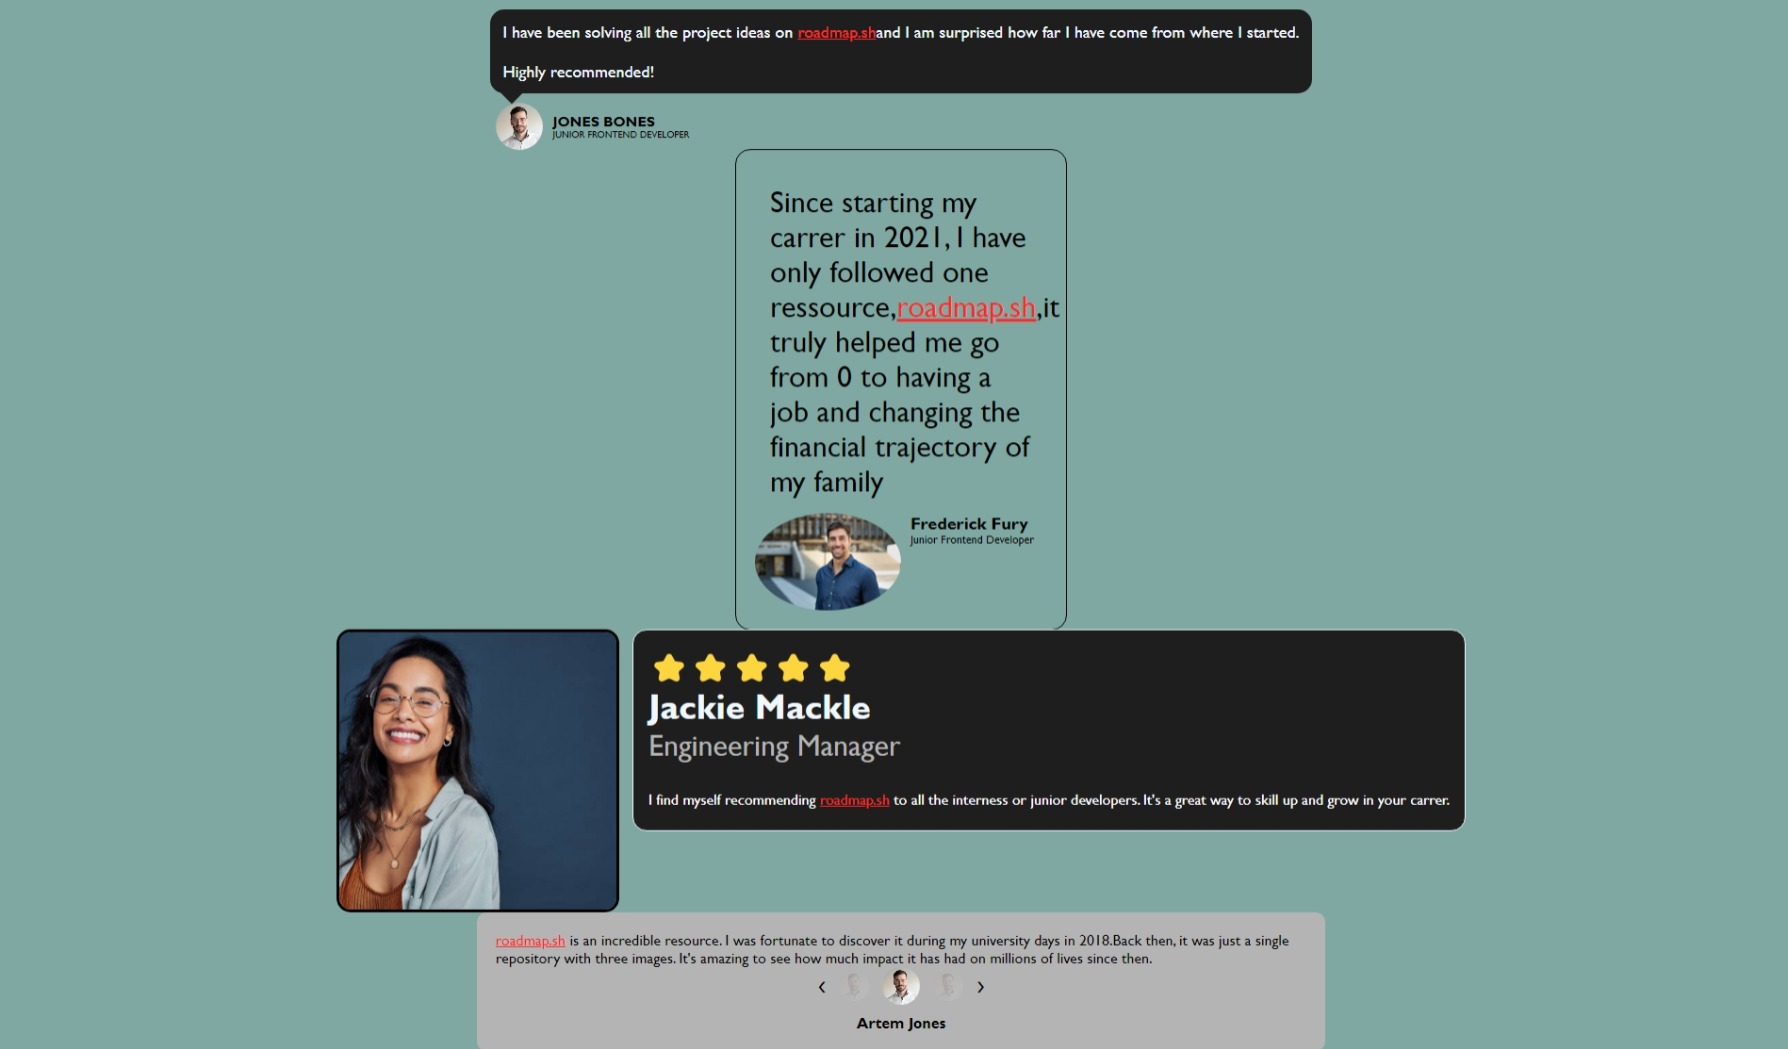 I have been solving all the project ideas on roadmap.shand I am surprised how far I have come from where I started.
Highly recommended!
JONES BONES
JUNIOR FRONTEND DEVELOPER
Since starting my
carrer in 2021, I have
only followed one
ressource,roadmap.sh,it
truly helped me go
from 0 to having a
job and changing the
financial trajectory of
my family
Frederick Fury
Junior Frontend Developer
Jackie Mackle
Engineering Manager
I find myself recommending roadmap.sh to all the interness or junior developers. It's a great way to skill up and grow in your carrer.
roadmap.sh is an incredible resource. I was fortunate to discover it during my university days in 2018.Back then, it was just a single
repository with three images. It's amazing to see how much impact it has had on millions of lives since then.
Artem Jones